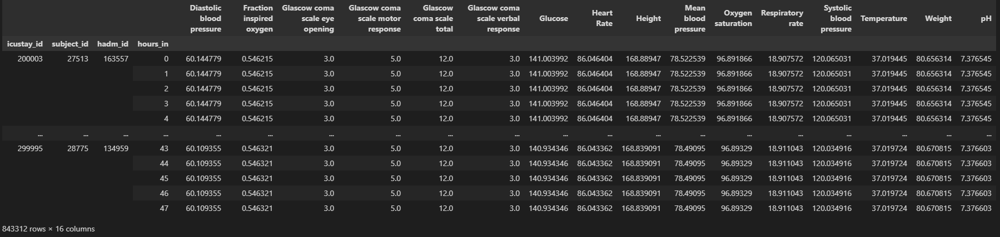 Diastolic blood pressure Fraction inspired oxygen Glascow coma scale eye opening Glascow coma scale motor response Glascow coma scale total Glascow coma scale verbal response Glucose Heart Rate Height Mean blood pressure Oxygen saturation Respiratory rate Systolic blood pressure Temperature Weight pH
icustay_id subject_id hadm_id hours_in
200003 27513 163557 0 60.144779 0.546215 3.0 5.0 12.0 3.0 141.003992 86.046404 168.88947 78.522539 96.891866 18.907572 120.065031 37.019445 80.656314 7.376545
1 60.144779 0.546215 3.0 5.0 12.0 3.0 141.003992 86.046404 168.88947 78.522539 96.891866 18.907572 120.065031 37.019445 80.656314 7.376545
2 60.144779 0.546215 3.0 5.0 12.0 3.0 141.003992 86.046404 168.88947 78.522539 96.891866 18.907572 120.065031 37.019445 80.656314 7.376545
3 60.144779 0.546215 3.0 5.0 12.0 3.0 141.003992 86.046404 168.88947 78.522539 96.891866 18.907572 120.065031 37.019445 80.656314 7.376545
4 60.144779 0.546215 3.0 5.0 12.0 3.0 141.003992 86.046404 168.88947 78.522539 96.891866 18.907572 120.065031 37.019445 80.656314 7.376545
... ... ... ... ... ... ... ... ... ... ... ... ... ... ... ... ... ... ... ...
299995 28775 134959 43 60.109355 0.546321 3.0 5.0 12.0 3.0 140.934346 86.043362 168.839091 78.49095 96.89329 18.911043 120.034916 37.019724 80.670815 7.376603
44 60.109355 0.546321 3.0 5.0 12.0 3.0 140.934346 86.043362 168.839091 78.49095 96.89329 18.911043 120.034916 37.019724 80.670815 7.376603
45 60.109355 0.546321 3.0 5.0 12.0 3.0 140.934346 86.043362 168.839091 78.49095 96.89329 18.911043 120.034916 37.019724 80.670815 7.376603
46 60.109355 0.546321 3.0 5.0 12.0 3.0 140.934346 86.043362 168.839091 78.49095 96.89329 18.911043 120.034916 37.019724 80.670815 7.376603
47 60.109355 0.546321 3.0 5.0 12.0 3.0 140.934346 86.043362 168.839091 78.49095 96.89329 18.911043 120.034916 37.019724 80.670815 7.376603
843312 rows × 16 columns